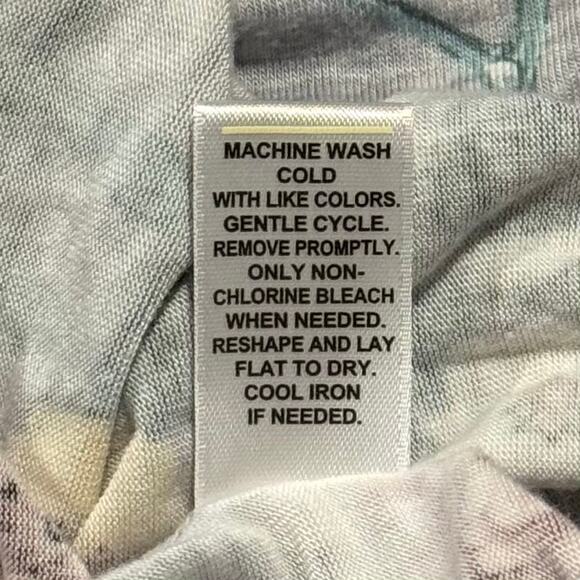 MACHINE WASH
COLD
WITH LIKE COLORS.
GENTLE CYCLE.
REMOVE PROMPTLY.
ONLY NON-
CHLORINE BLEACH
WHEN NEEDED.
RESHAPE AND LAY
FLAT TO DRY.
COOL IRON
IF NEEDED.